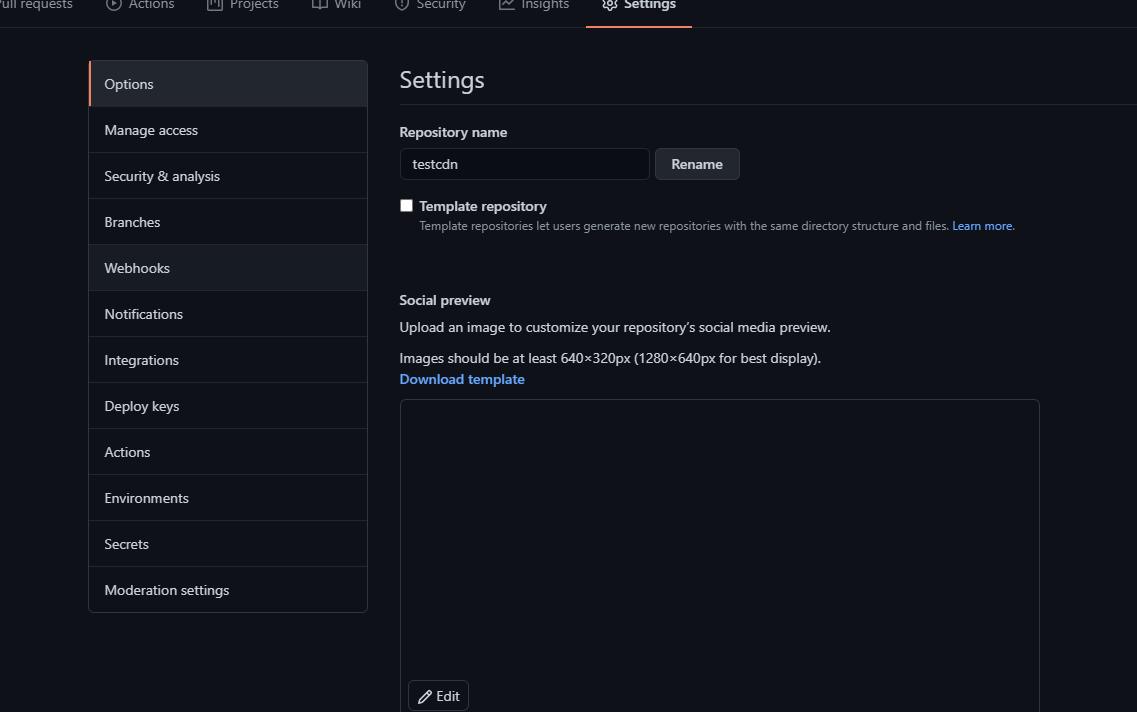 Pull requests Actions Projects Wiki Security Insights Settings
Options
Manage access
Security & analysis
Branches
Webhooks
Notifications
Integrations
Deploy keys
Actions
Environments
Secrets
Moderation settings
Settings
Repository name
testcdn Rename
Template repository
Template repositories let users generate new repositories with the same directory structure and files. Learn more.
Social preview
Upload an image to customize your repository’s social media preview.
Images should be at least 640×320px (1280×640px for best display).
Download template
Edit